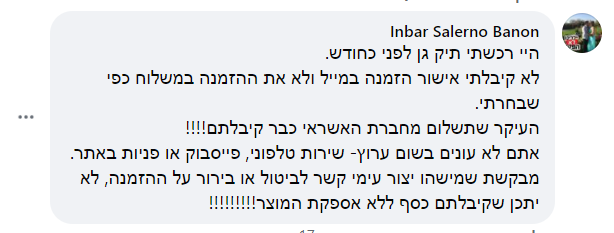 Inbar Salerno Banon
היי רכשתי תיק גן לפני כחודש.
לא קיבלתי אישור הזמנה במייל ולא את ההזמנה במשלוח כפי
שבחרתי.
העיקר שתשלום מחברת האשראי כבר קיבלתם!!!!
אתם לא עונים בשום ערוץ- שירות טלפוני, פייסבוק או פניות באתר.
מבקשת שמישהו יצור עימי קשר לביטול או בירור על ההזמנה, לא
יתכן שקיבלתם כסף ללא אספקת המוצר!!!!!!!!!